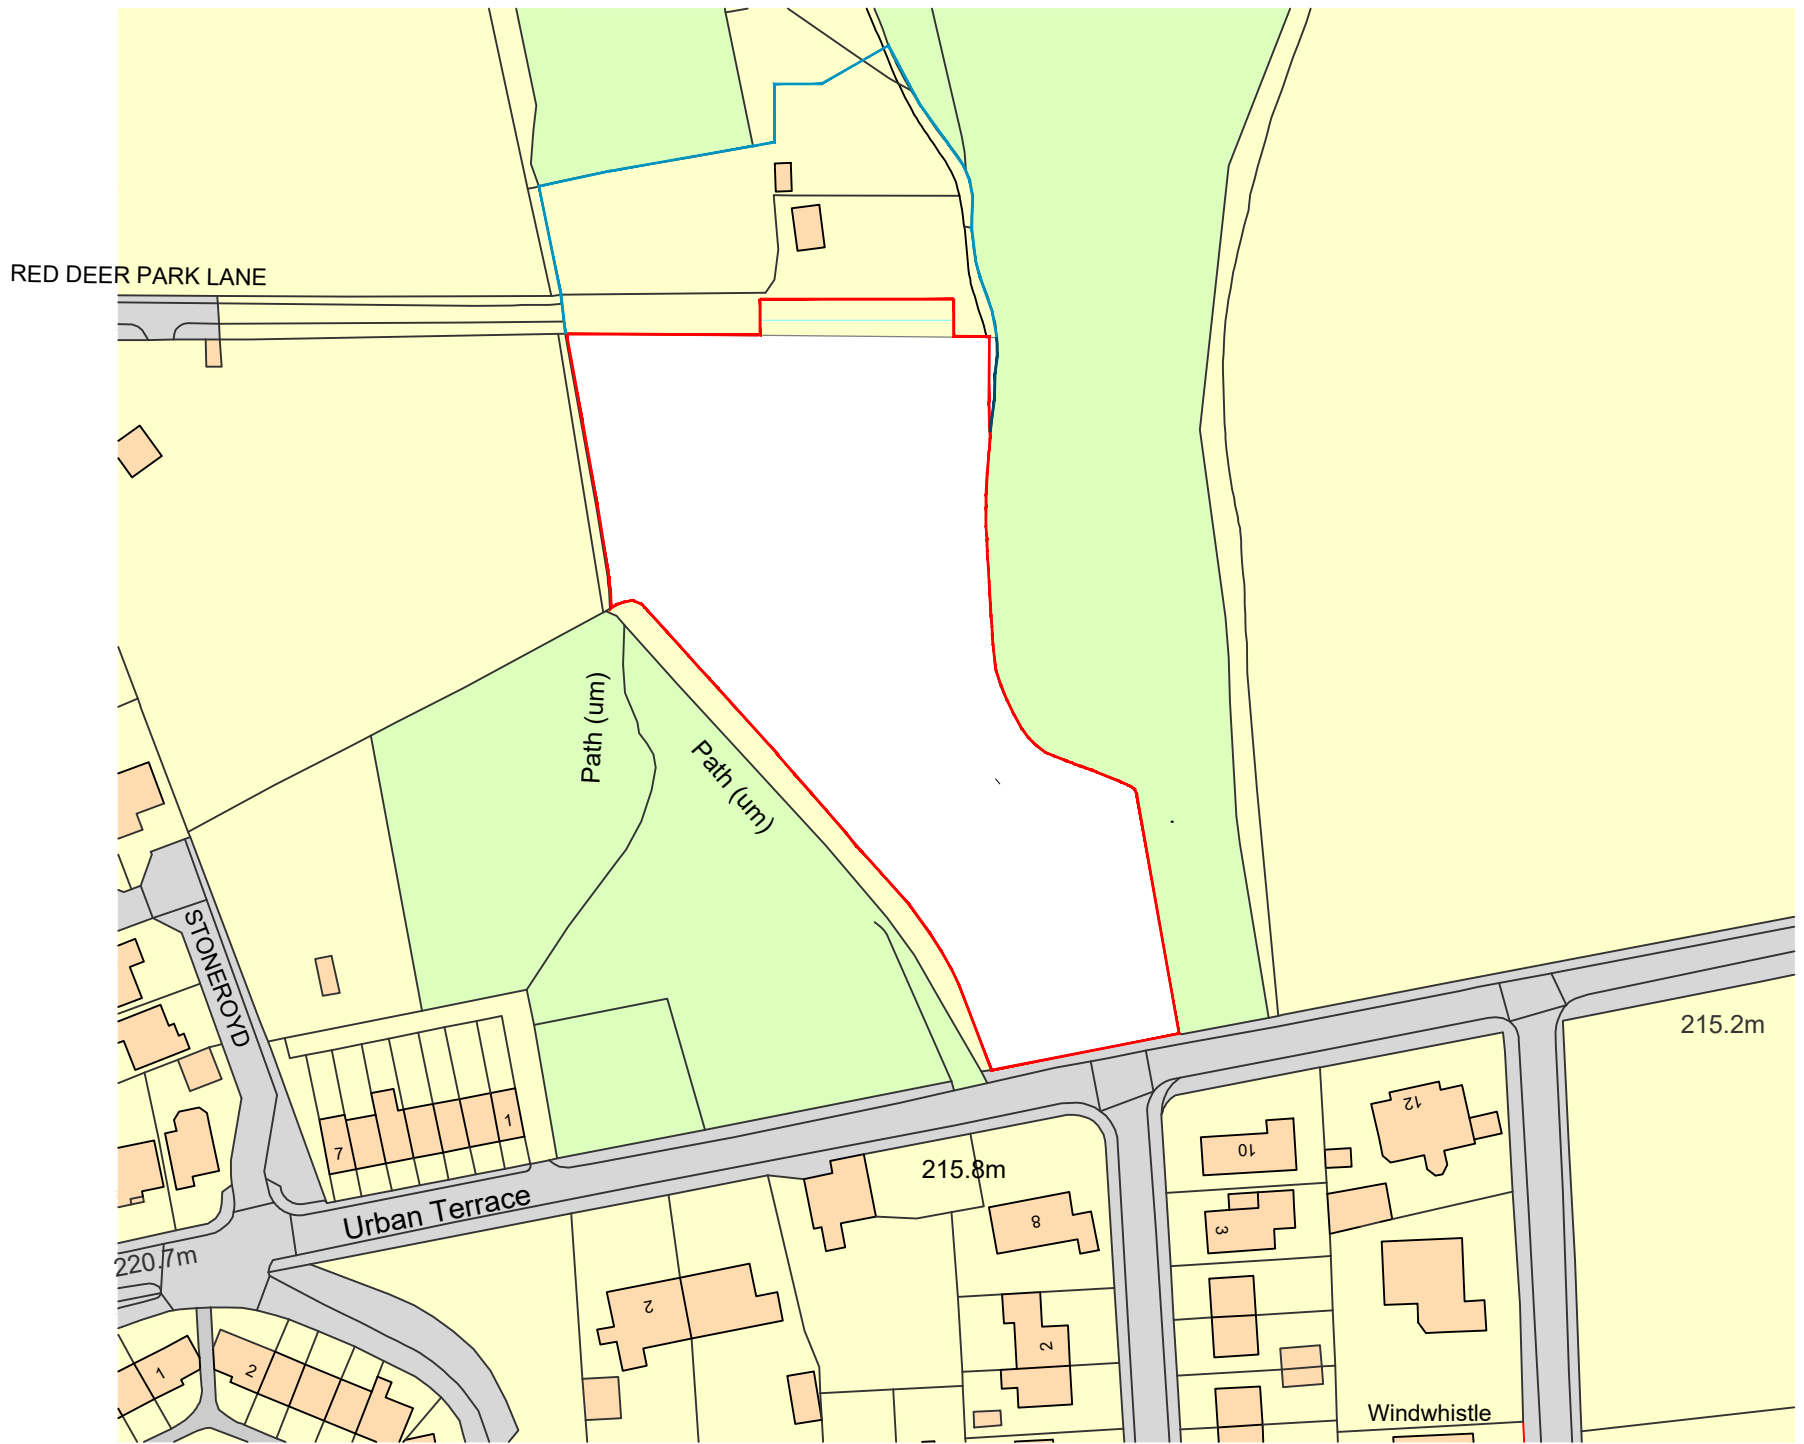 RED DEER PARK LANE
Path (um)
Path (um)
STONEROYD
215.2m
12
1
7
10
215.8m
Urban Terrace
8
3
220.7m
2
2
1
2
Windwhistle